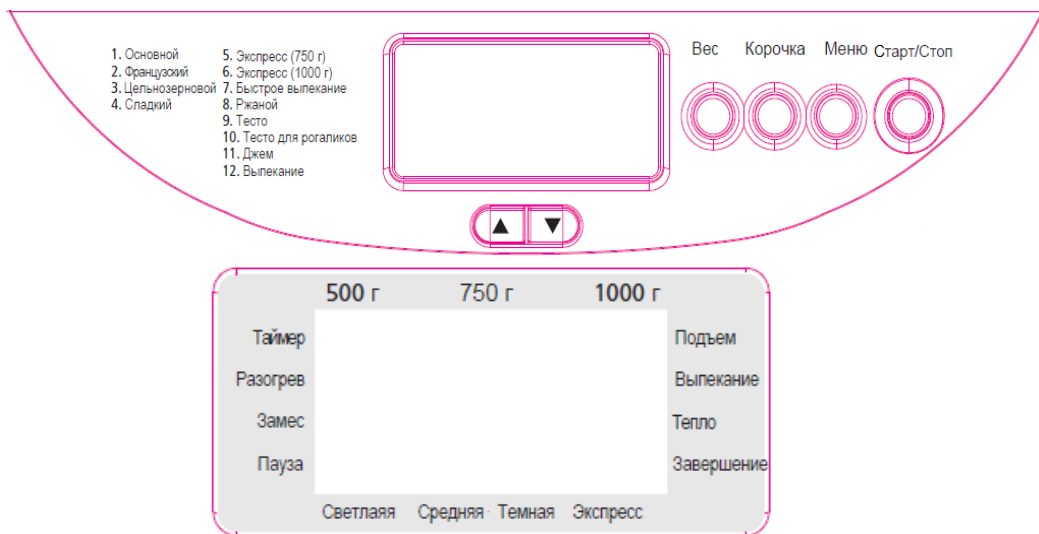 1. Основной
2. Французский
3. Цельнозерновой
4. Сладкий
5. Экспресс (750 г)
6. Экспресс (1000 г)
7. Быстрое выпекание
8. Ржаной
9. Тесто
10. Тесто для рогаликов
11. Джем
12. Выпекание
Вес Корочка Меню Старт/Стоп
▲ ▼
500 г 750 г 1000 г
Таймер
Разогрев
Замес
Пауза
Подъем
Выпекание
Тепло
Завершение
Светлаяя Средняя Темная Экспресс